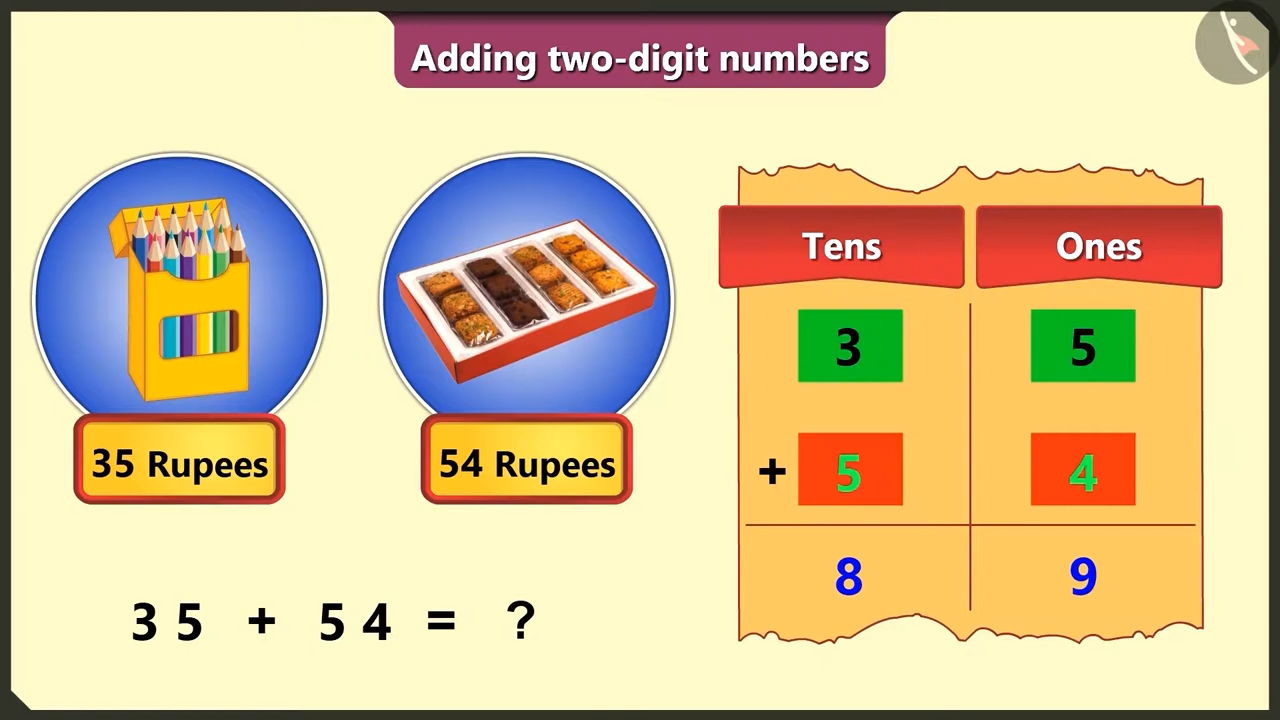 Adding two-digit numbers
35 Rupees
54 Rupees
3 5 + 5 4 = ?
Tens Ones
3 5
+ 5 4
8 9